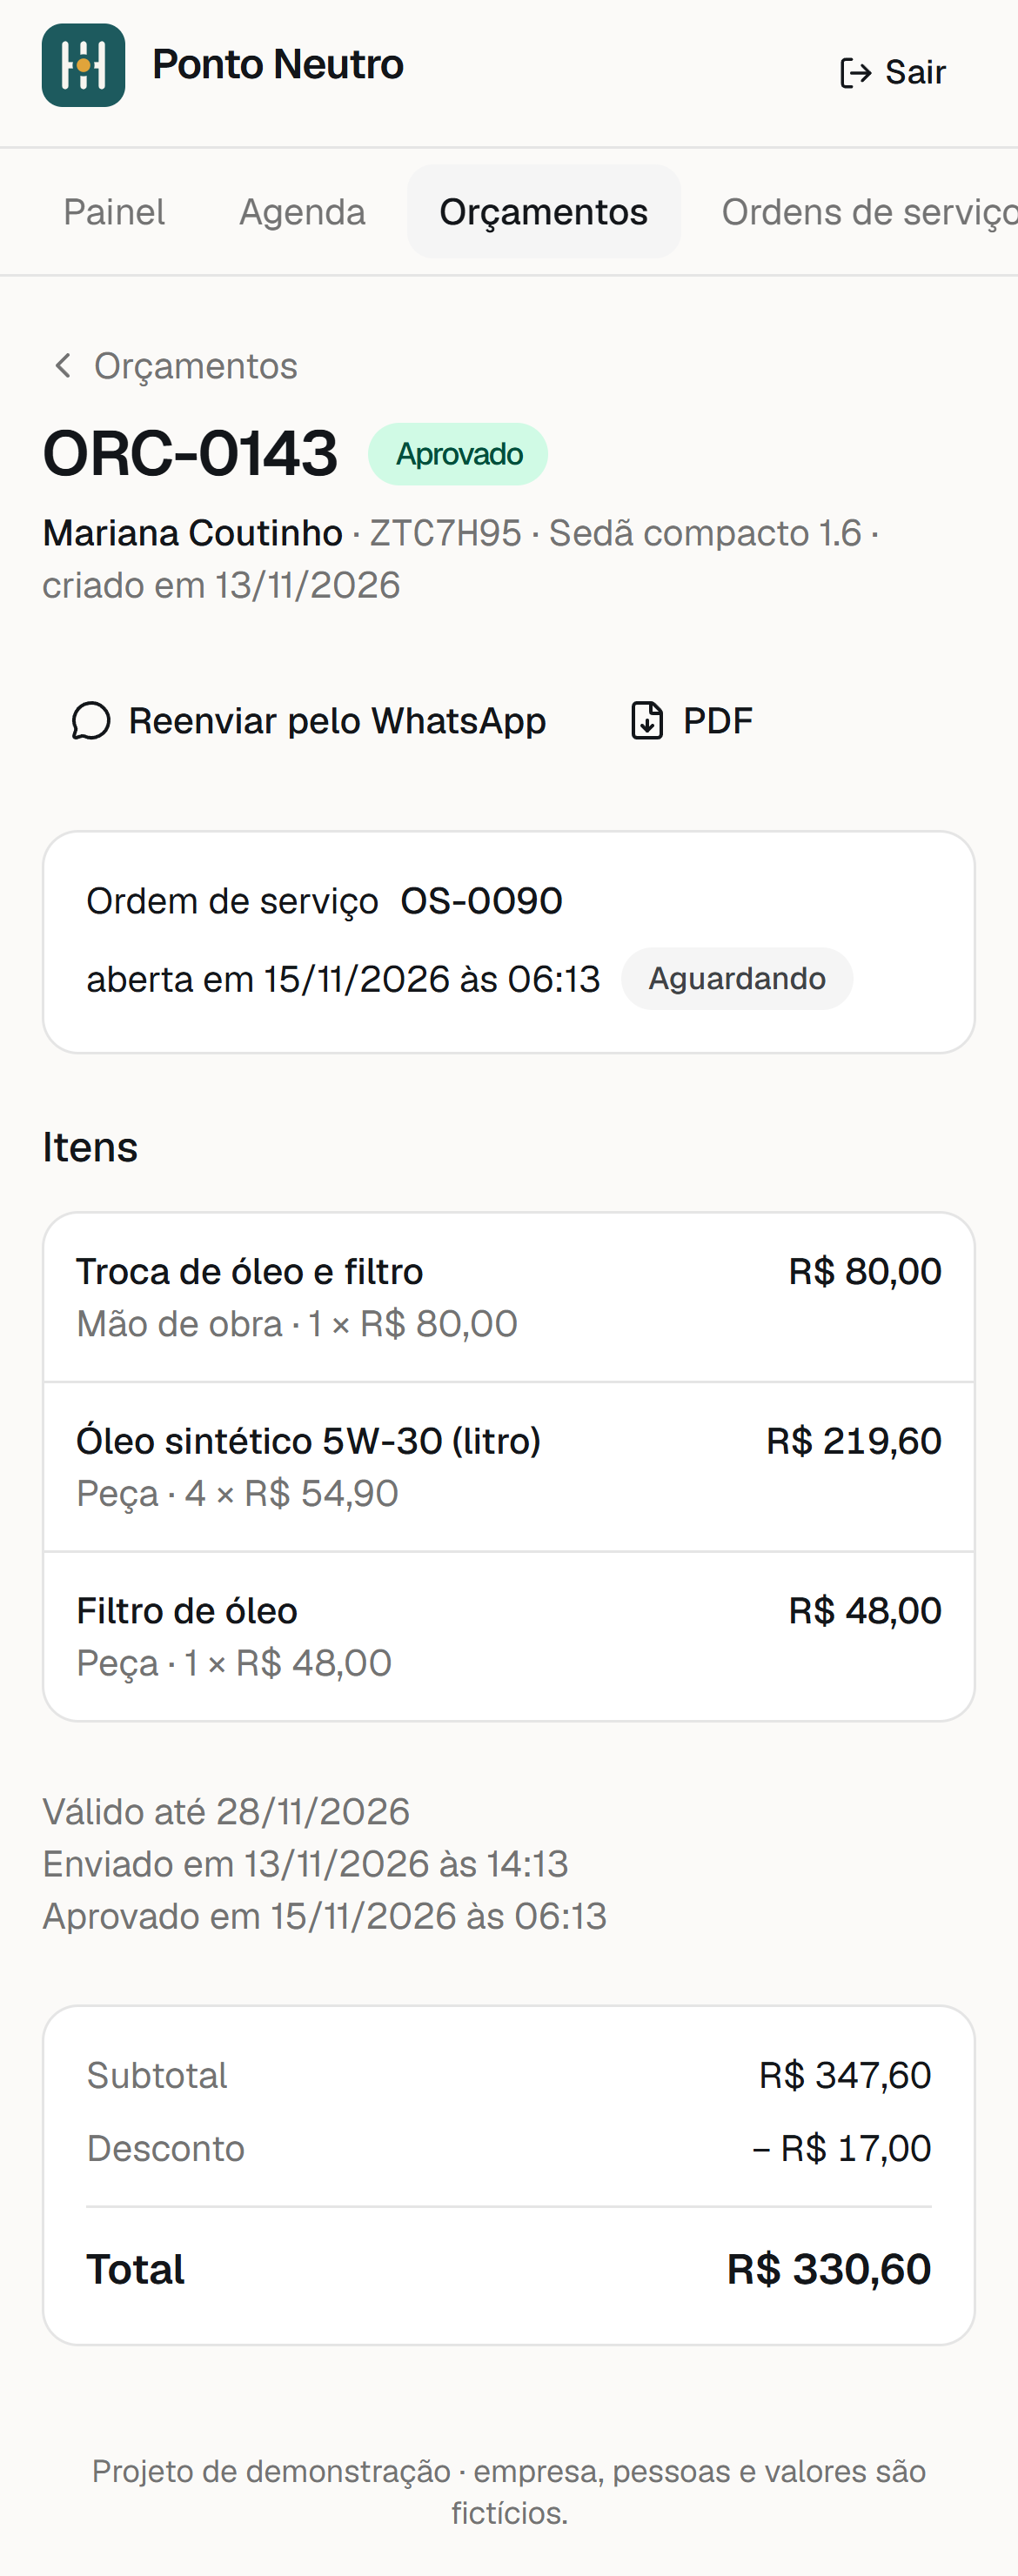 Ponto Neutro
Sair
Painel Agenda Orçamentos Ordens de serviço
Orçamentos
ORC-0143 Aprovado
Mariana Coutinho · ZTC7H95 · Sedã compacto 1.6 ·
criado em 13/11/2026
Reenviar pelo WhatsApp PDF
Ordem de serviço OS-0090
aberta em 15/11/2026 às 06:13 Aguardando
Itens
Troca de óleo e filtro R$ 80,00
Mão de obra · 1 × R$ 80,00
Óleo sintético 5W-30 (litro) R$ 219,60
Peça · 4 × R$ 54,90
Filtro de óleo R$ 48,00
Peça · 1 × R$ 48,00
Válido até 28/11/2026
Enviado em 13/11/2026 às 14:13
Aprovado em 15/11/2026 às 06:13
Subtotal R$ 347,60
Desconto − R$ 17,00
Total R$ 330,60
Projeto de demonstração · empresa, pessoas e valores são
fictícios.